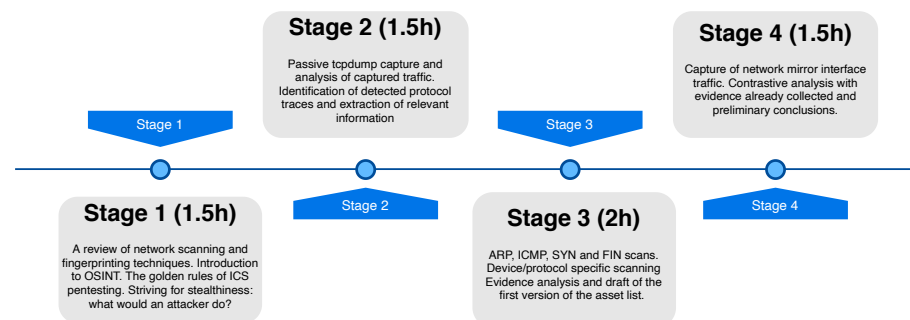 Stage 2 (1.5h)
Passive tcpdump capture and
analysis of captured traffic.
Identification of detected protocol
traces and extraction of relevant
information
Stage 4 (1.5h)
Capture of network mirror interface
traffic. Contrastive analysis with
evidence already collected and
preliminary conclusions.
Stage 1
Stage 3
Stage 2
Stage 4
Stage 1 (1.5h)
A review of network scanning and
fingerprinting techniques. Introduction
to OSINT. The golden rules of ICS
pentesting. Striving for stealthiness:
what would an attacker do?
Stage 3 (2h)
ARP, ICMP, SYN and FIN scans.
Device/protocol specific scanning
Evidence analysis and draft of the
first version of the asset list.